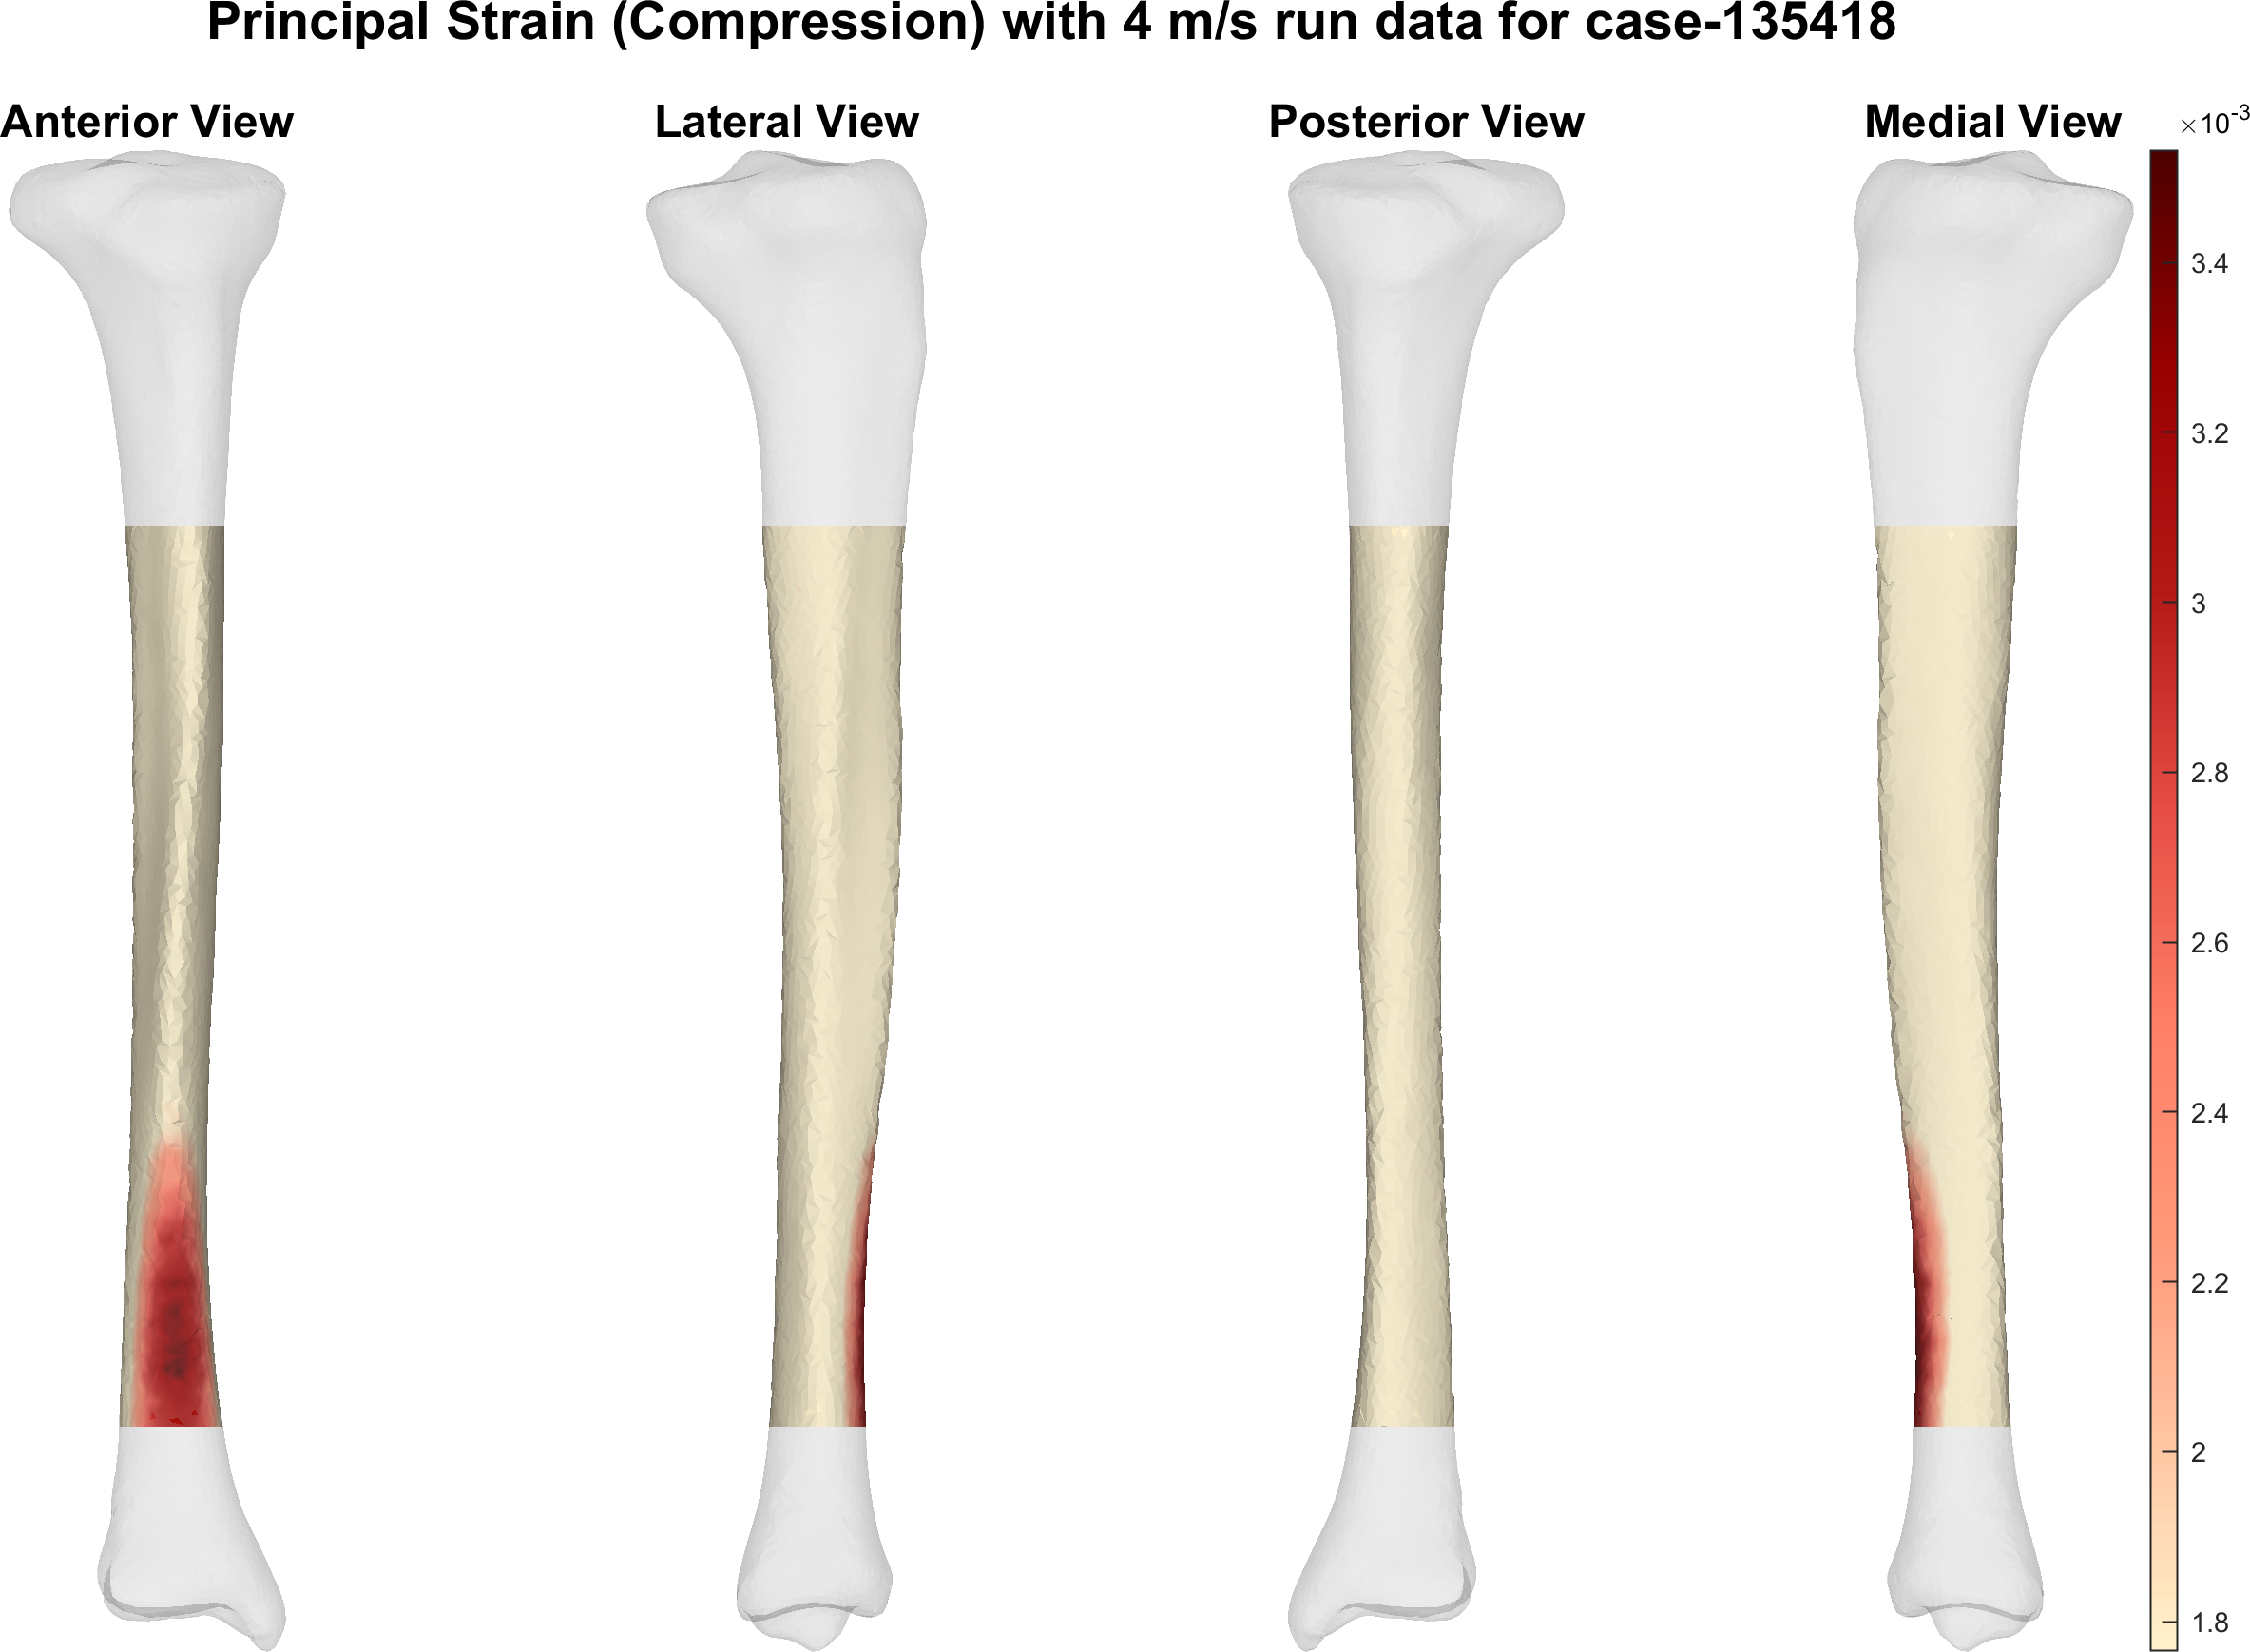 Principal Strain (Compression) with 4 m/s run data for case-135418
Anterior View
Lateral View
Posterior View
Medial View
×10-3
3.4
3.2
3
2.8
2.6
2.4
2.2
2
1.8